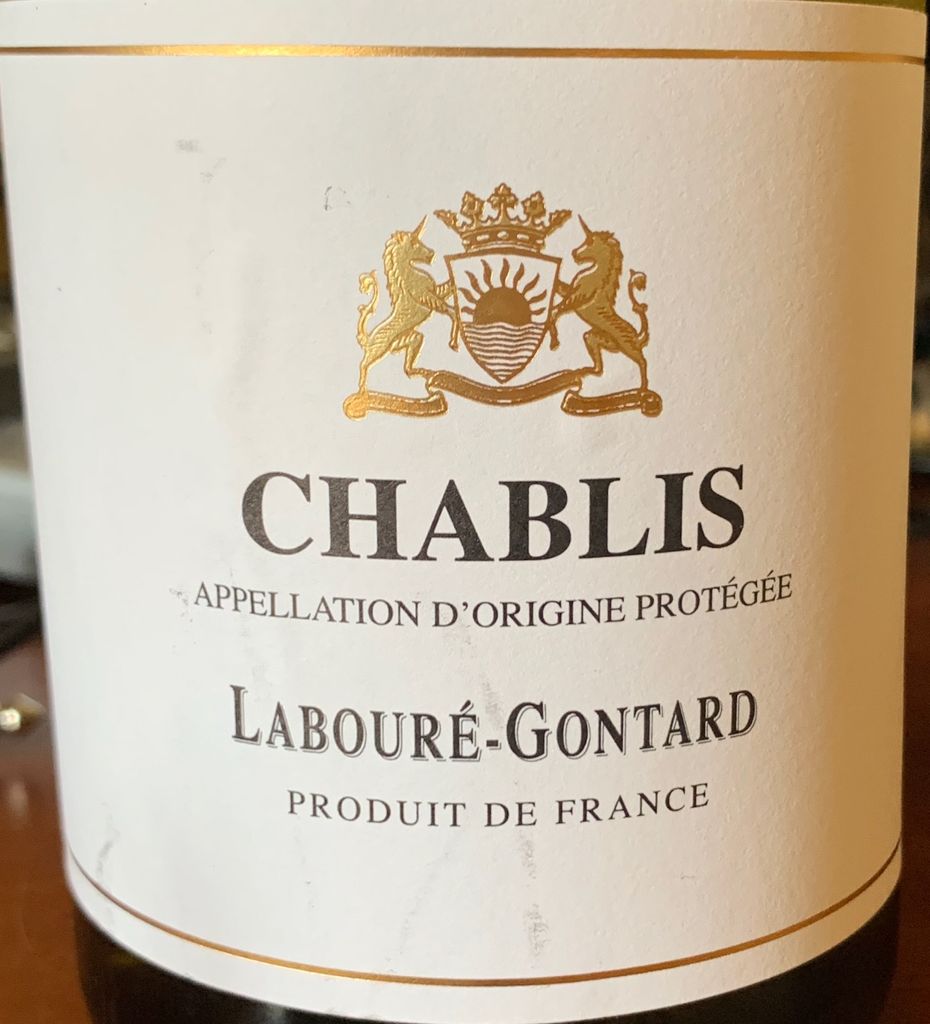 CHABLIS
APPELLATION D'ORIGINE PROTÉGÉE
LABOURÉ-GONTARD
PRODUIT DE FRANCE